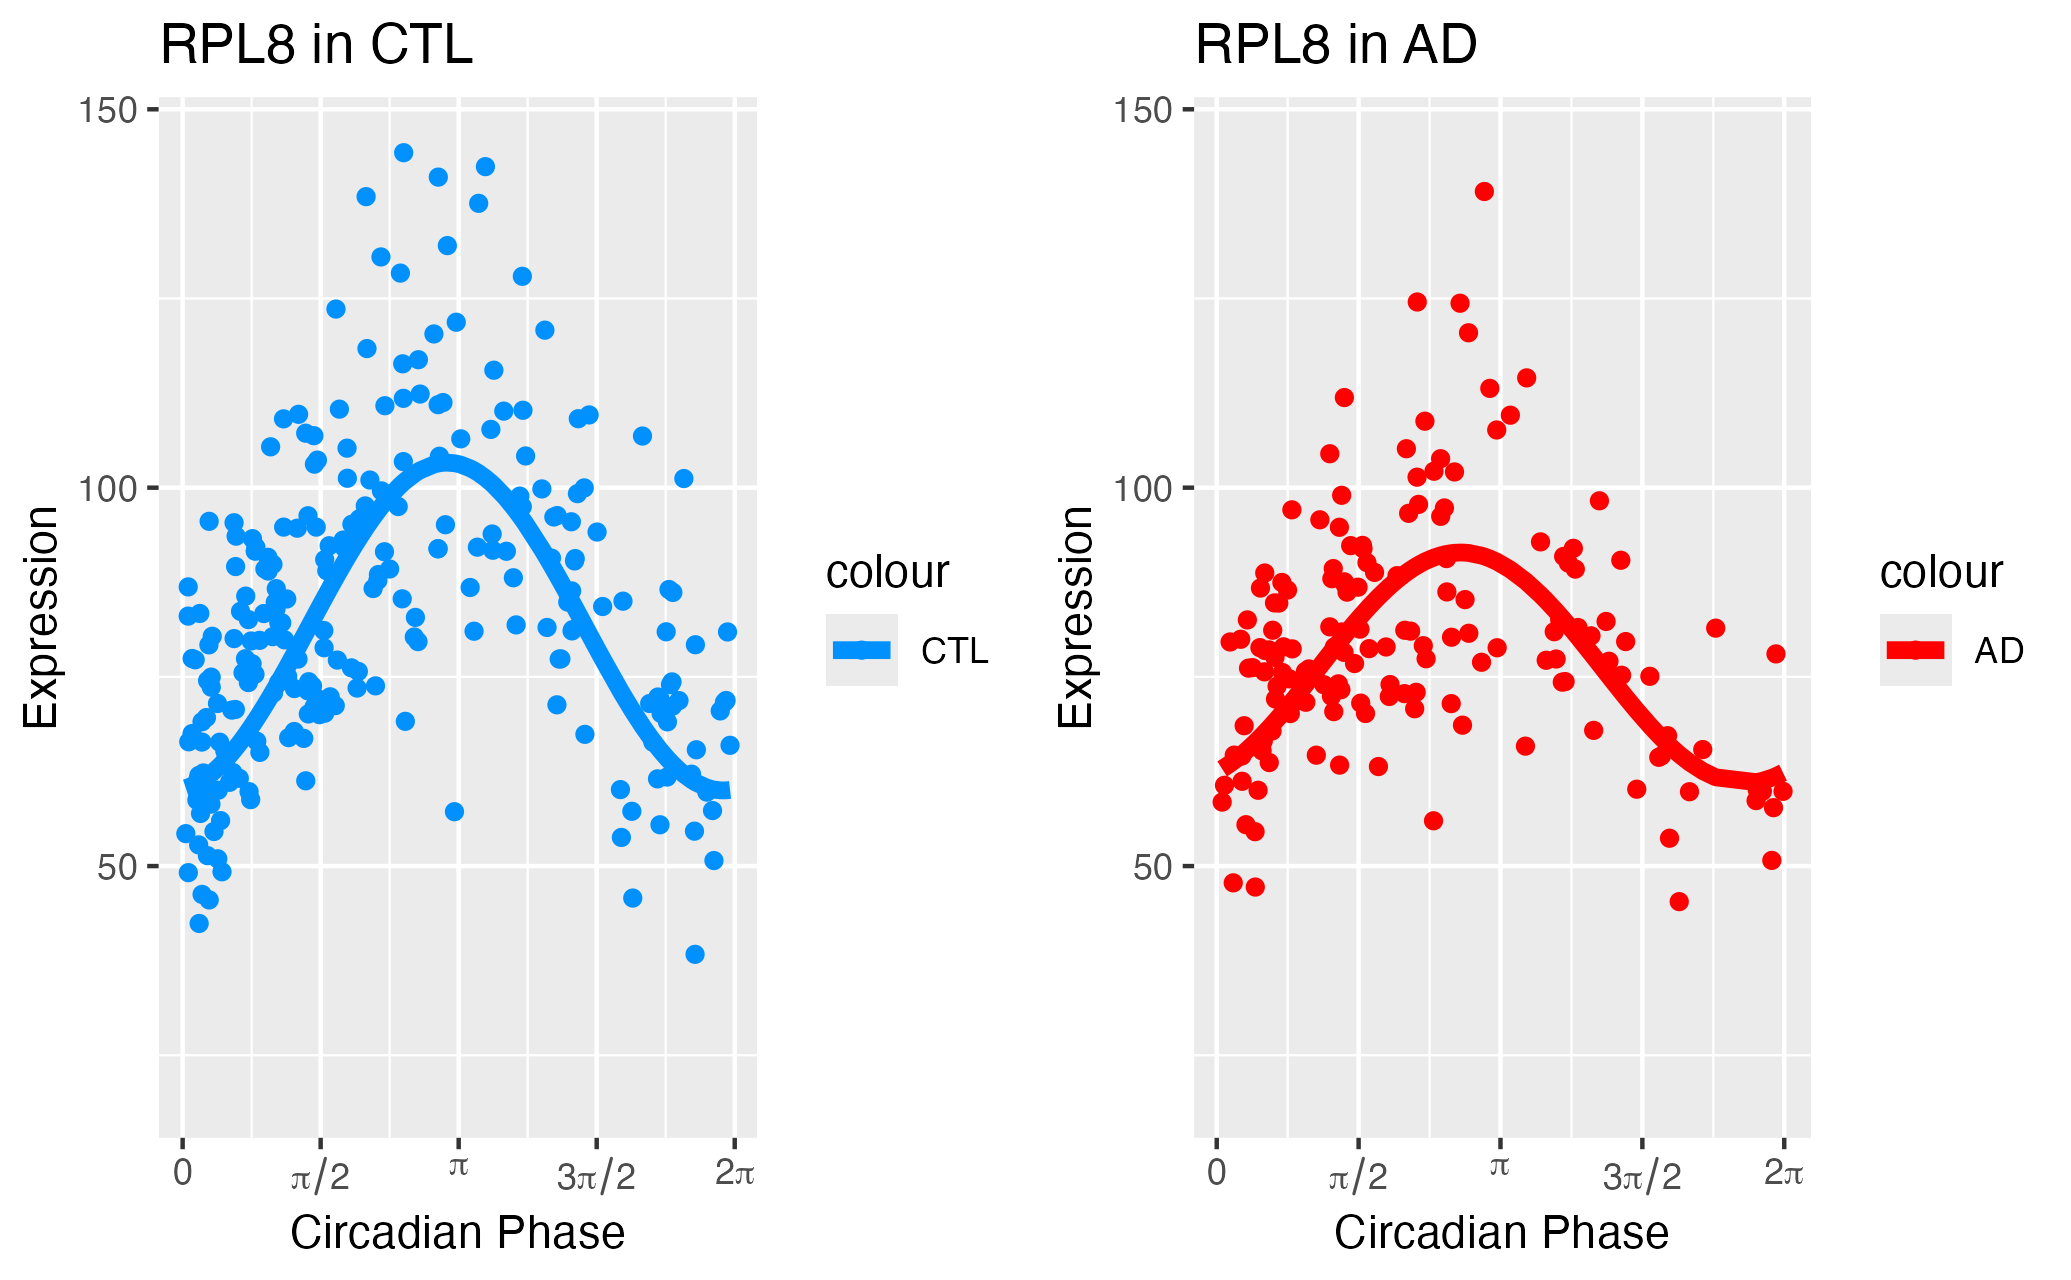 RPL8 in CTL
150
100
50
Expression
0 π/2 π 3π/2 2π
Circadian Phase
colour
CTL
RPL8 in AD
150
100
50
Expression
0 π/2 π 3π/2 2π
Circadian Phase
colour
AD